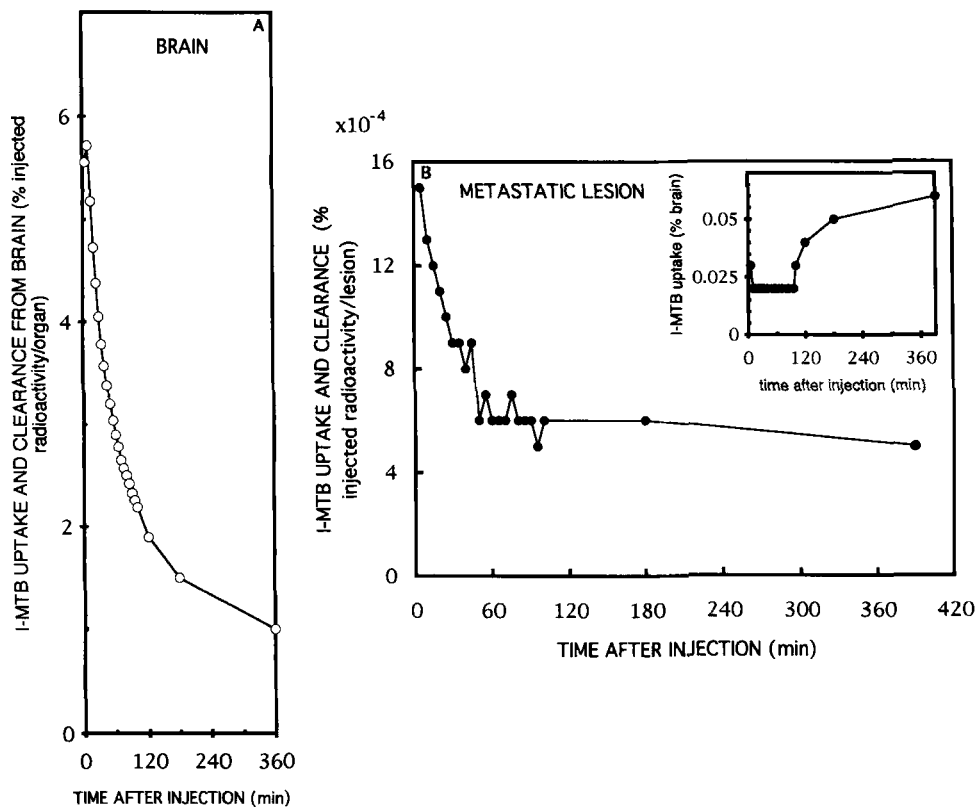 A
BRAIN
I-MTB UPTAKE AND CLEARANCE FROM BRAIN (% injected
radioactivity/organ)
6
4
2
0
0 120 240 360
TIME AFTER INJECTION (min)
x10-4
B
METASTATIC LESION
I-MTB UPTAKE AND CLEARANCE (%
injected radioactivity/lesion)
16
12
8
4
0
0 60 120 180 240 300 360 420
TIME AFTER INJECTION (min)
I-MTB uptake (% brain)
0.05
0.025
0
0 120 240 360
time after injection (min)